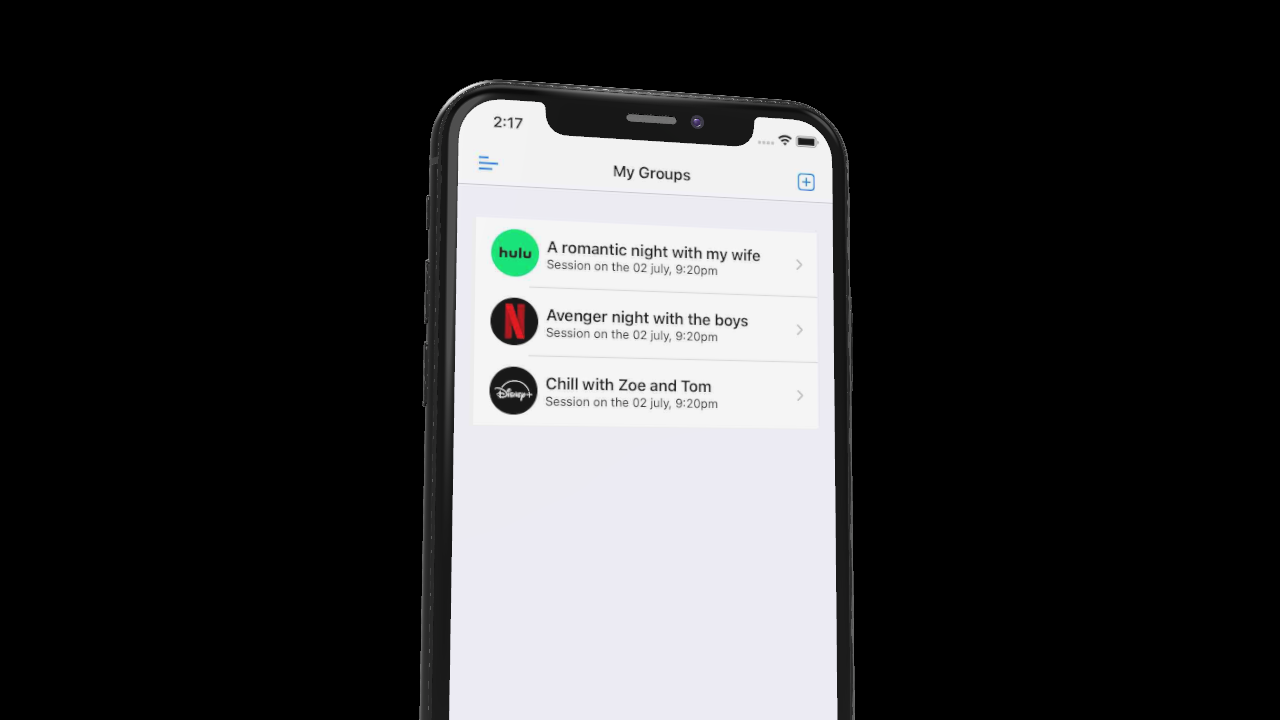 2:17
My Groups
hulu
A romantic night with my wife
Session on the 02 july, 9:20pm
N
Avenger night with the boys
Session on the 02 july, 9:20pm
Disney+
Chill with Zoe and Tom
Session on the 02 july, 9:20pm